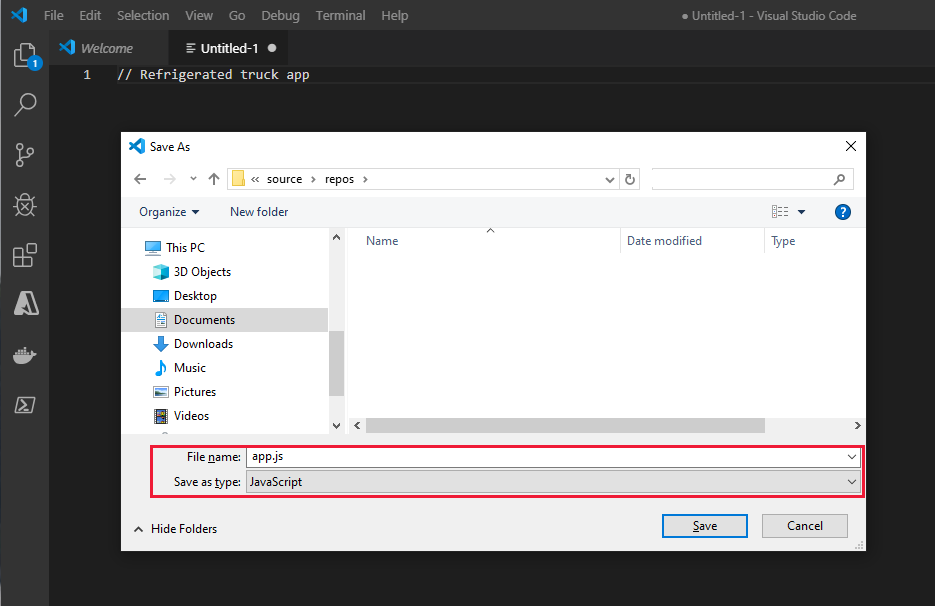 File Edit Selection View Go Debug Terminal Help ● Untitled-1 - Visual Studio Code
Welcome Untitled-1
1
1 // Refrigerated truck app
Save As
« source › repos ›
Organize New folder ?
Name Date modified Type
This PC
3D Objects
Desktop
Documents
Downloads
Music
Pictures
Videos
File name: app.js
Save as type: JavaScript
Hide Folders Save Cancel